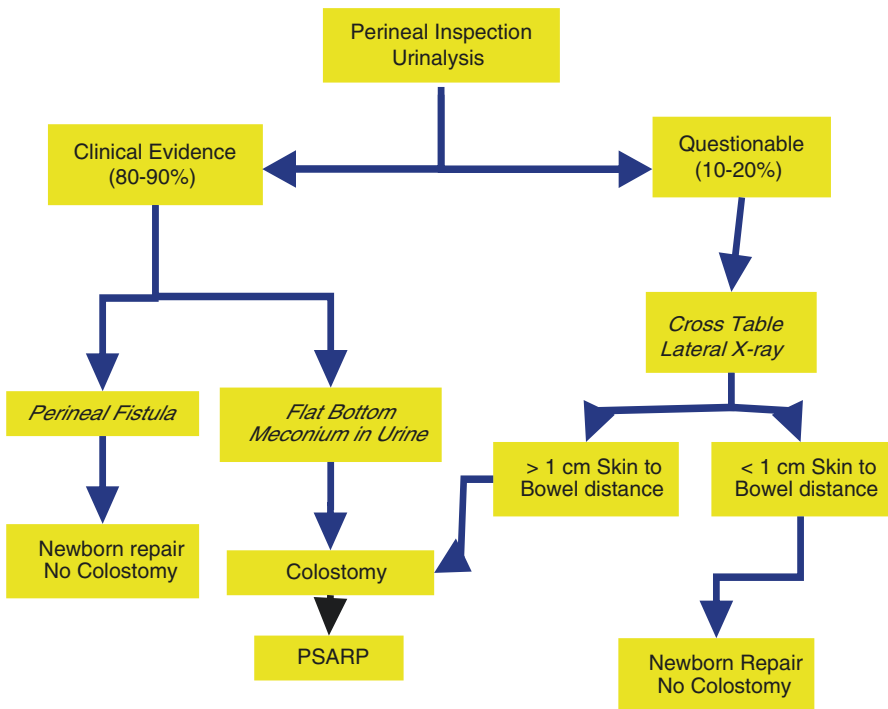 Perineal Inspection
Urinalysis
Clinical Evidence
(80-90%)
Questionable
(10-20%)
Cross Table
Lateral X-ray
Perineal Fistula
Flat Bottom
Meconium in Urine
> 1 cm Skin to
Bowel distance
< 1 cm Skin to
Bowel distance
Newborn repair
No Colostomy
Colostomy
PSARP
Newborn Repair
No Colostomy